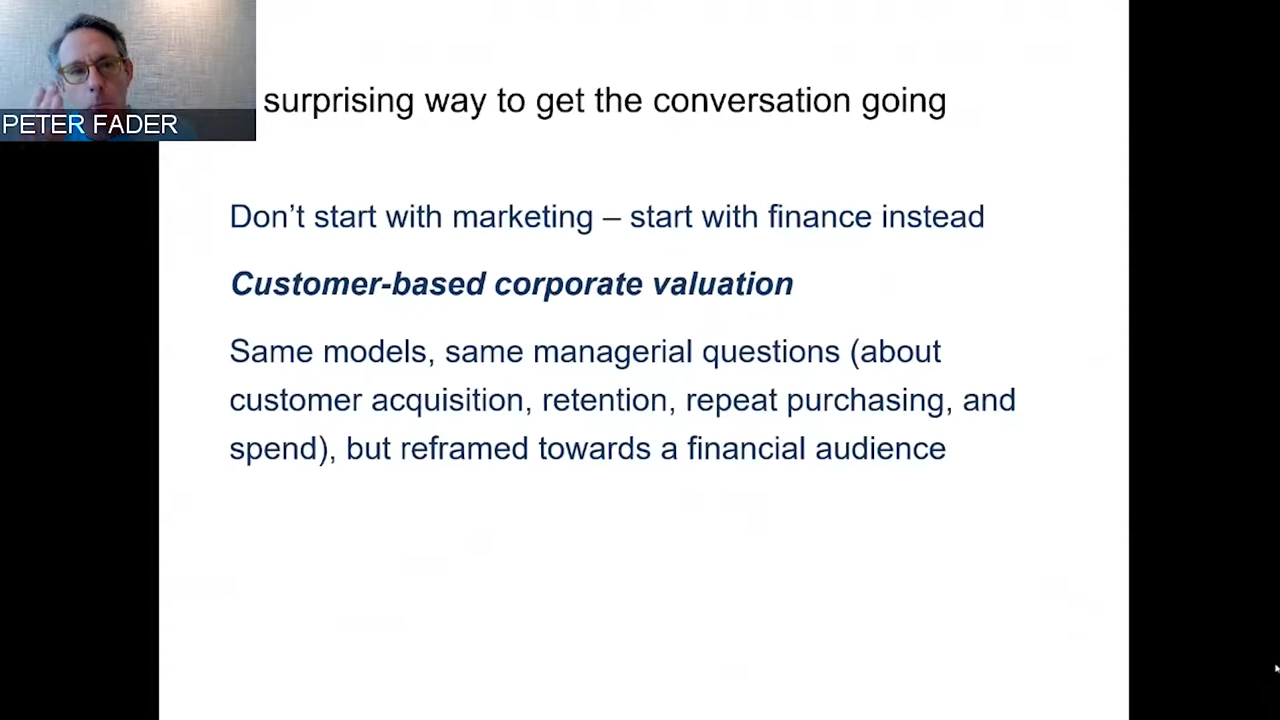 PETER FADER
surprising way to get the conversation going
Don’t start with marketing – start with finance instead
Customer-based corporate valuation
Same models, same managerial questions (about
customer acquisition, retention, repeat purchasing, and
spend), but reframed towards a financial audience